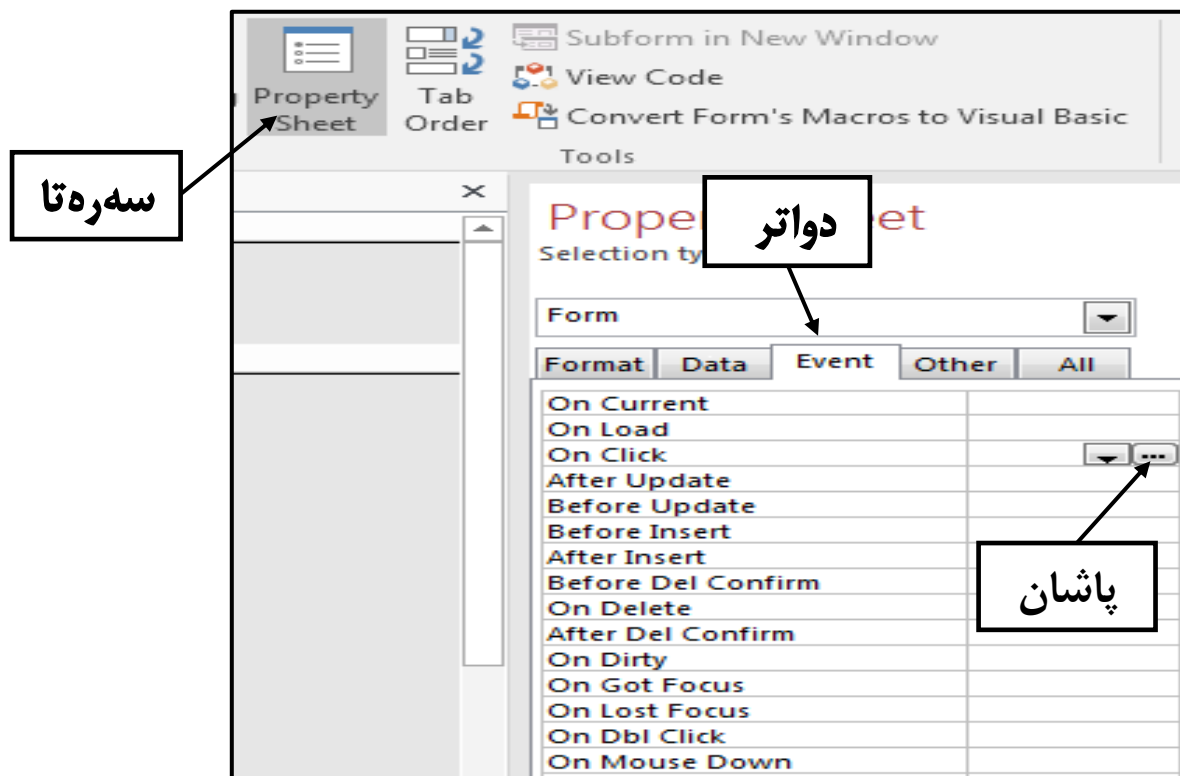 Subform in New Window
Property Sheet
Tab Order
View Code
Convert Form's Macros to Visual Basic
Tools
سەرەتا
دواتر
Selection ty
Form
Format Data Event Other All
On Current
On Load
On Click
After Update
Before Update
Before Insert
After Insert
Before Del Confirm
پاشان
On Delete
After Del Confirm
On Dirty
On Got Focus
On Lost Focus
On Dbl Click
On Mouse Down